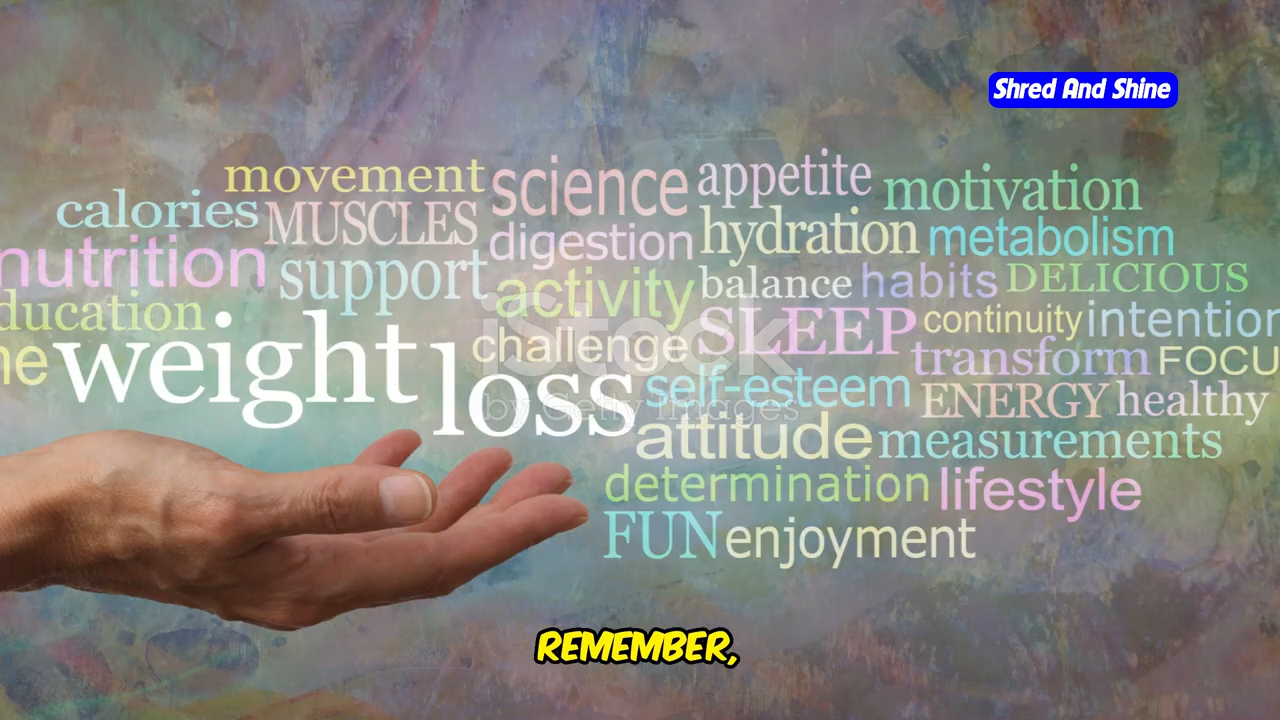 Shred And Shine
movement science appetite motivation
calories MUSCLES digestion hydration metabolism
nutrition support activity balance habits DELICIOUS
ducation challenge SLEEP continuity intention
ne weight loss self-esteem transform FOCU
ENERGY healthy
attitude measurements
determination lifestyle
FUN enjoyment
iStock
by Getty Images
REMEMBER,